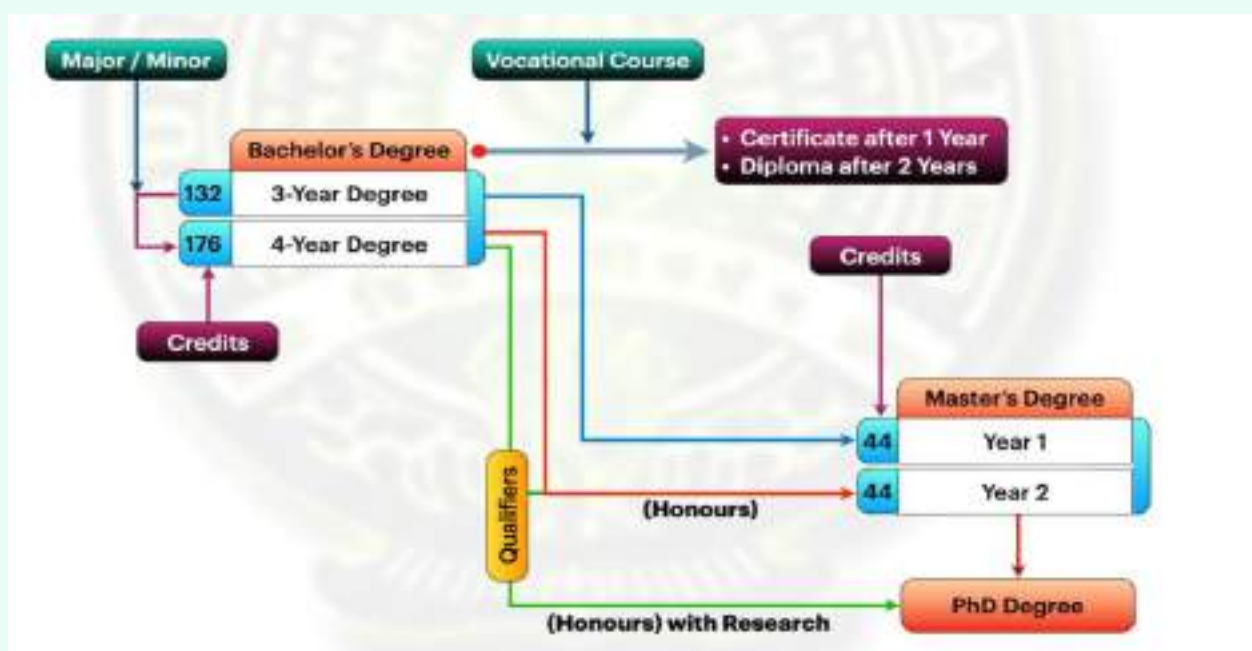 Major / Minor
Vocational Course
Bachelor's Degree
• Certificate after 1 Year
• Diploma after 2 Years
132 3-Year Degree
176 4-Year Degree
Credits
Credits
Master's Degree
44 Year 1
44 Year 2
Qualifiers
(Honours)
PhD Degree
(Honours) with Research